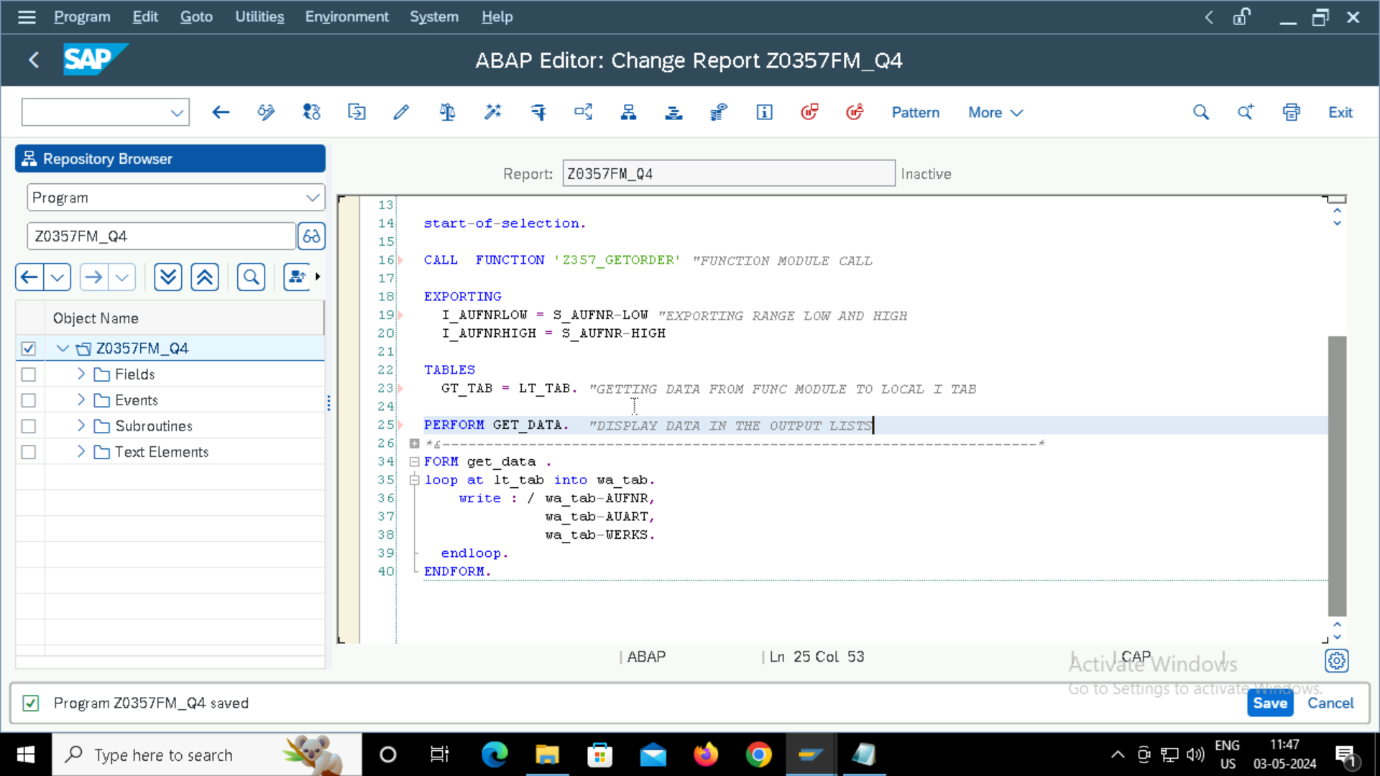 Program Edit Goto Utilities Environment System Help
SAP
ABAP Editor: Change Report Z0357FM_Q4
Pattern More Exit
Repository Browser
Program
Z0357FM_Q4
Object Name
Z0357FM_Q4
Fields
Events
Subroutines
Text Elements
Report: Z0357FM_Q4 Inactive
13
14 start-of-selection.
15
16 CALL FUNCTION 'Z357_GETORDER' "FUNCTION MODULE CALL
17
18 EXPORTING
19 I_AUFNRLOW = S_AUFNR-LOW "EXPORTING RANGE LOW AND HIGH
20 I_AUFNRHIGH = S_AUFNR-HIGH
21
22 TABLES
23 GT_TAB = LT_TAB. "GETTING DATA FROM FUNC MODULE TO LOCAL I TAB
24
25 PERFORM GET_DATA. "DISPLAY DATA IN THE OUTPUT LISTS
26 *&---------------------------------------------------------------------*
34 FORM get_data .
35 loop at lt_tab into wa_tab.
36 write : / wa_tab-AUFNR,
37 wa_tab-AUART,
38 wa_tab-WERKS.
39 endloop.
40 ENDFORM.
| ABAP | Ln 25 Col 53 | CAP |
Activate Windows
Go to Settings to activate Windows.
Program Z0357FM_Q4 saved
Save Cancel
Type here to search
ENG
US
11:47
03-05-2024
1